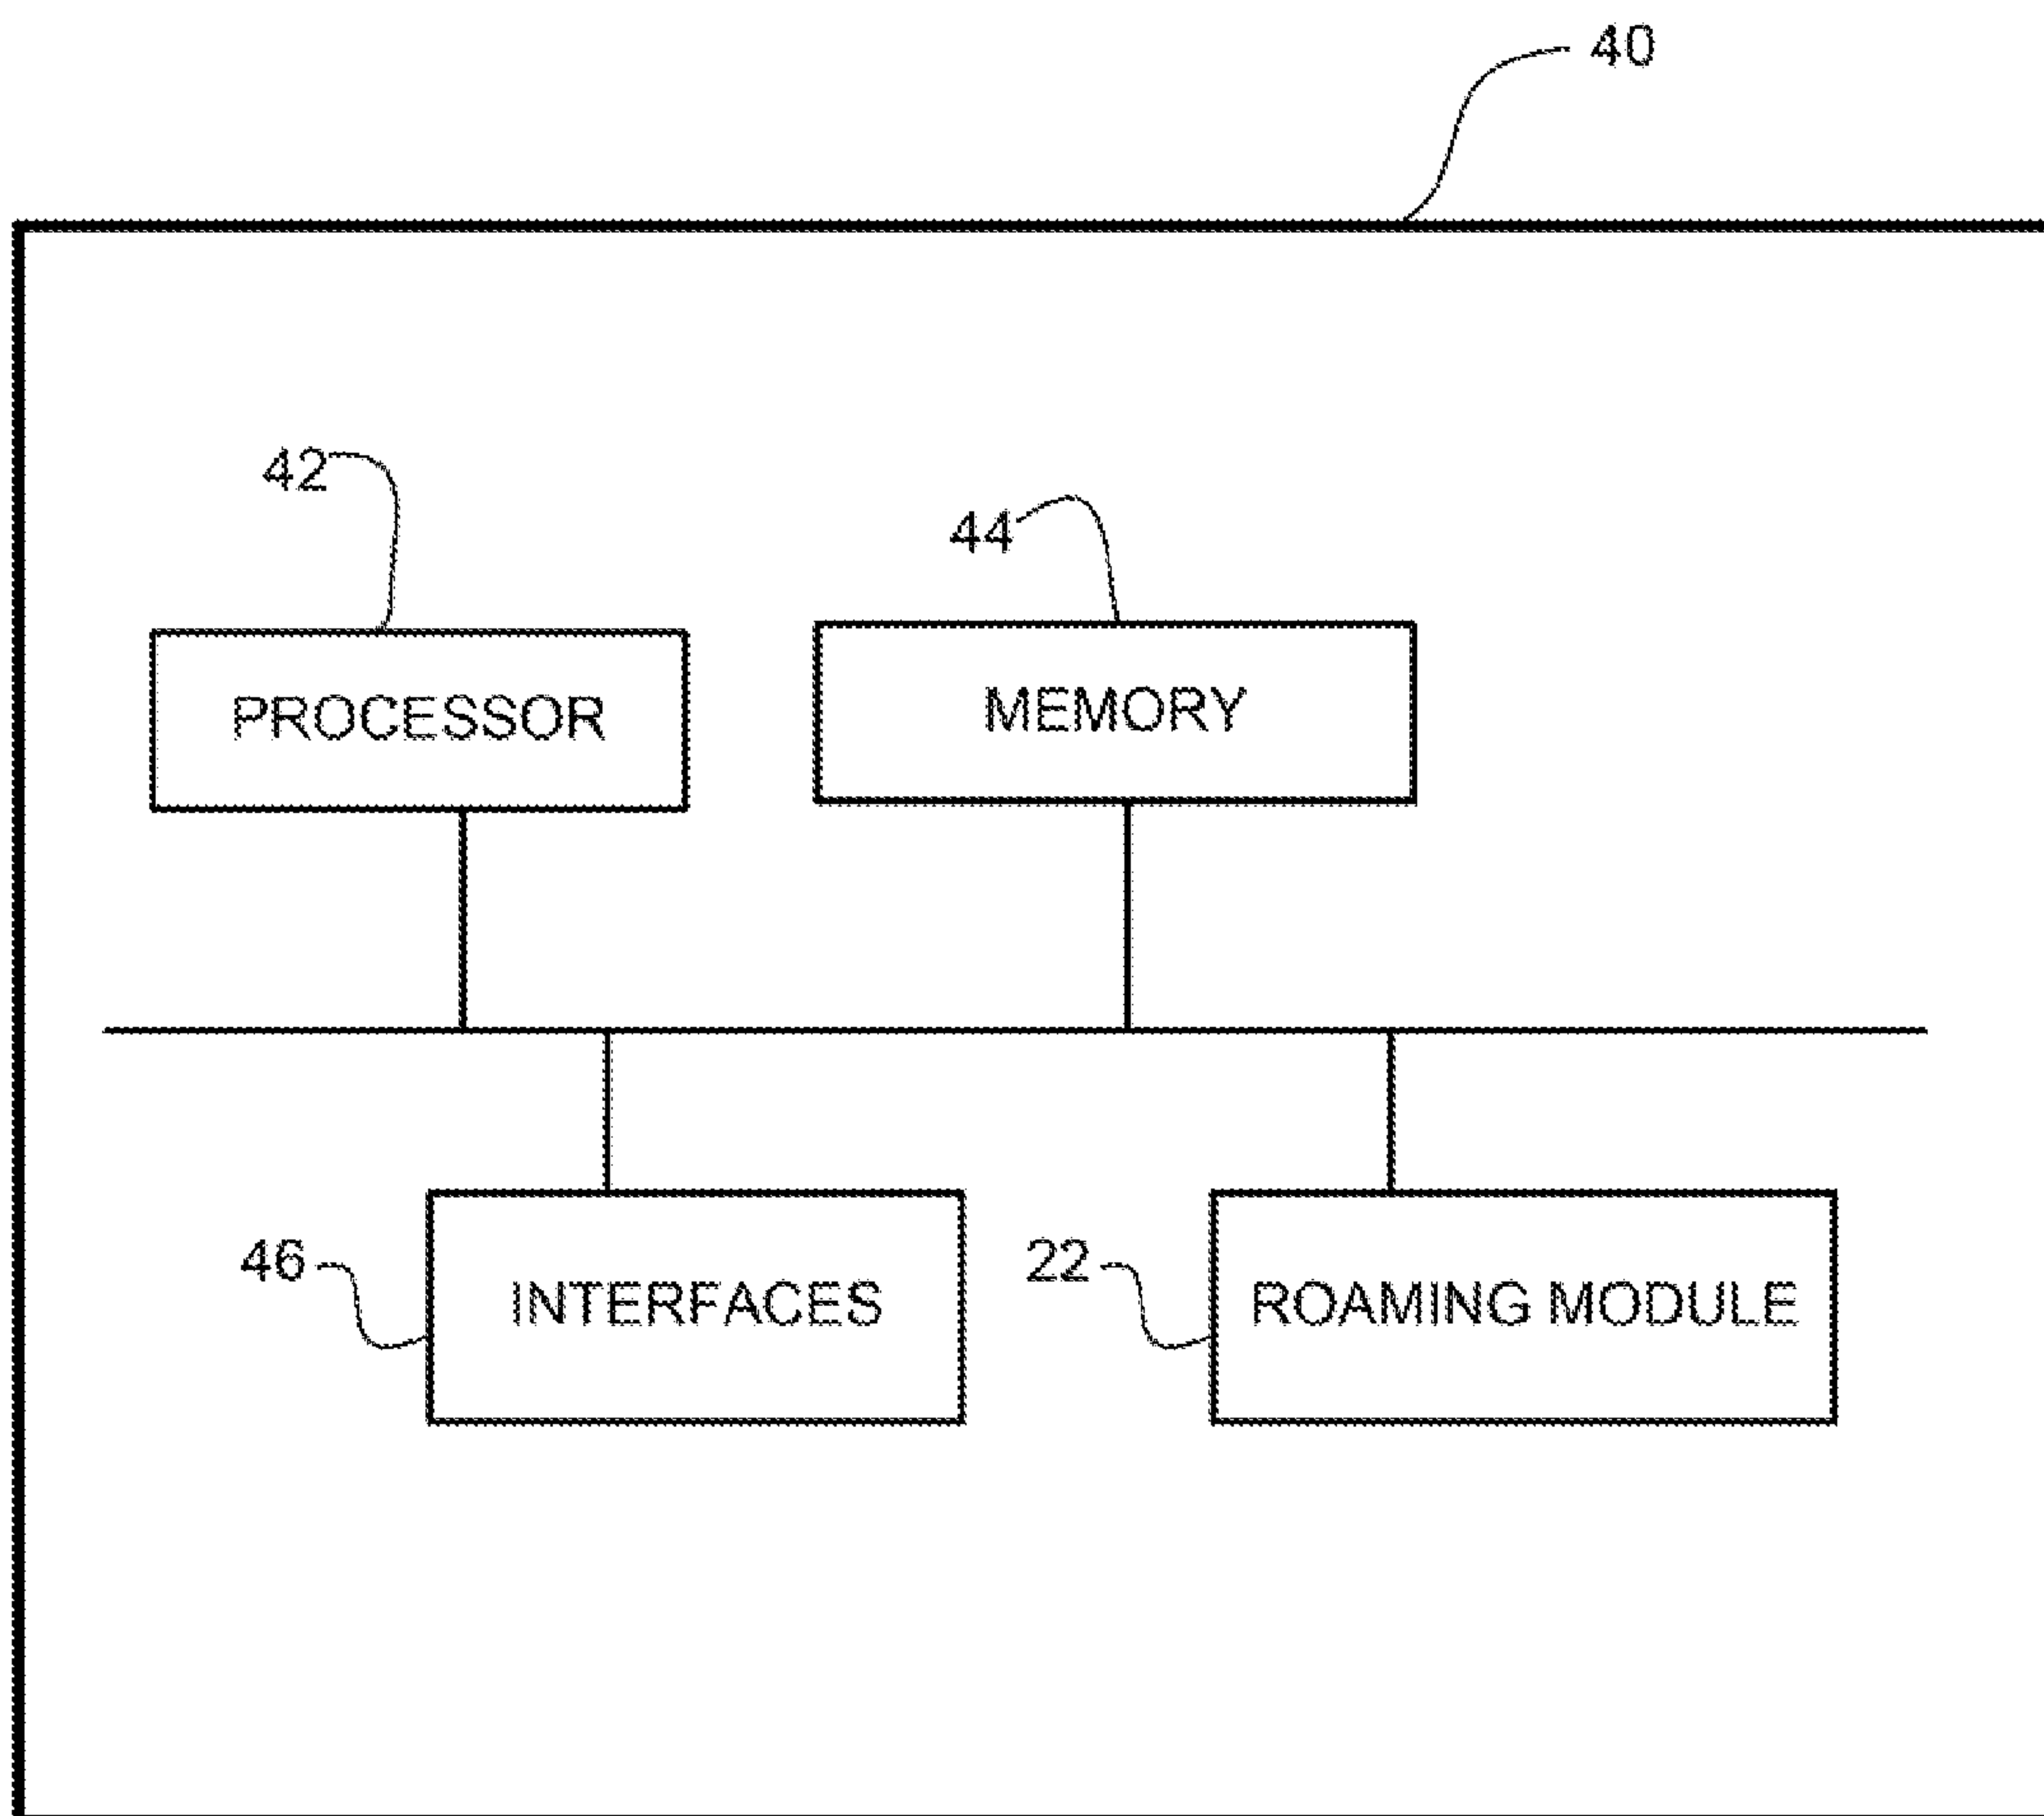 40
42
44
PROCESSOR
MEMORY
46
22
INTERFACES
ROAMING MODULE